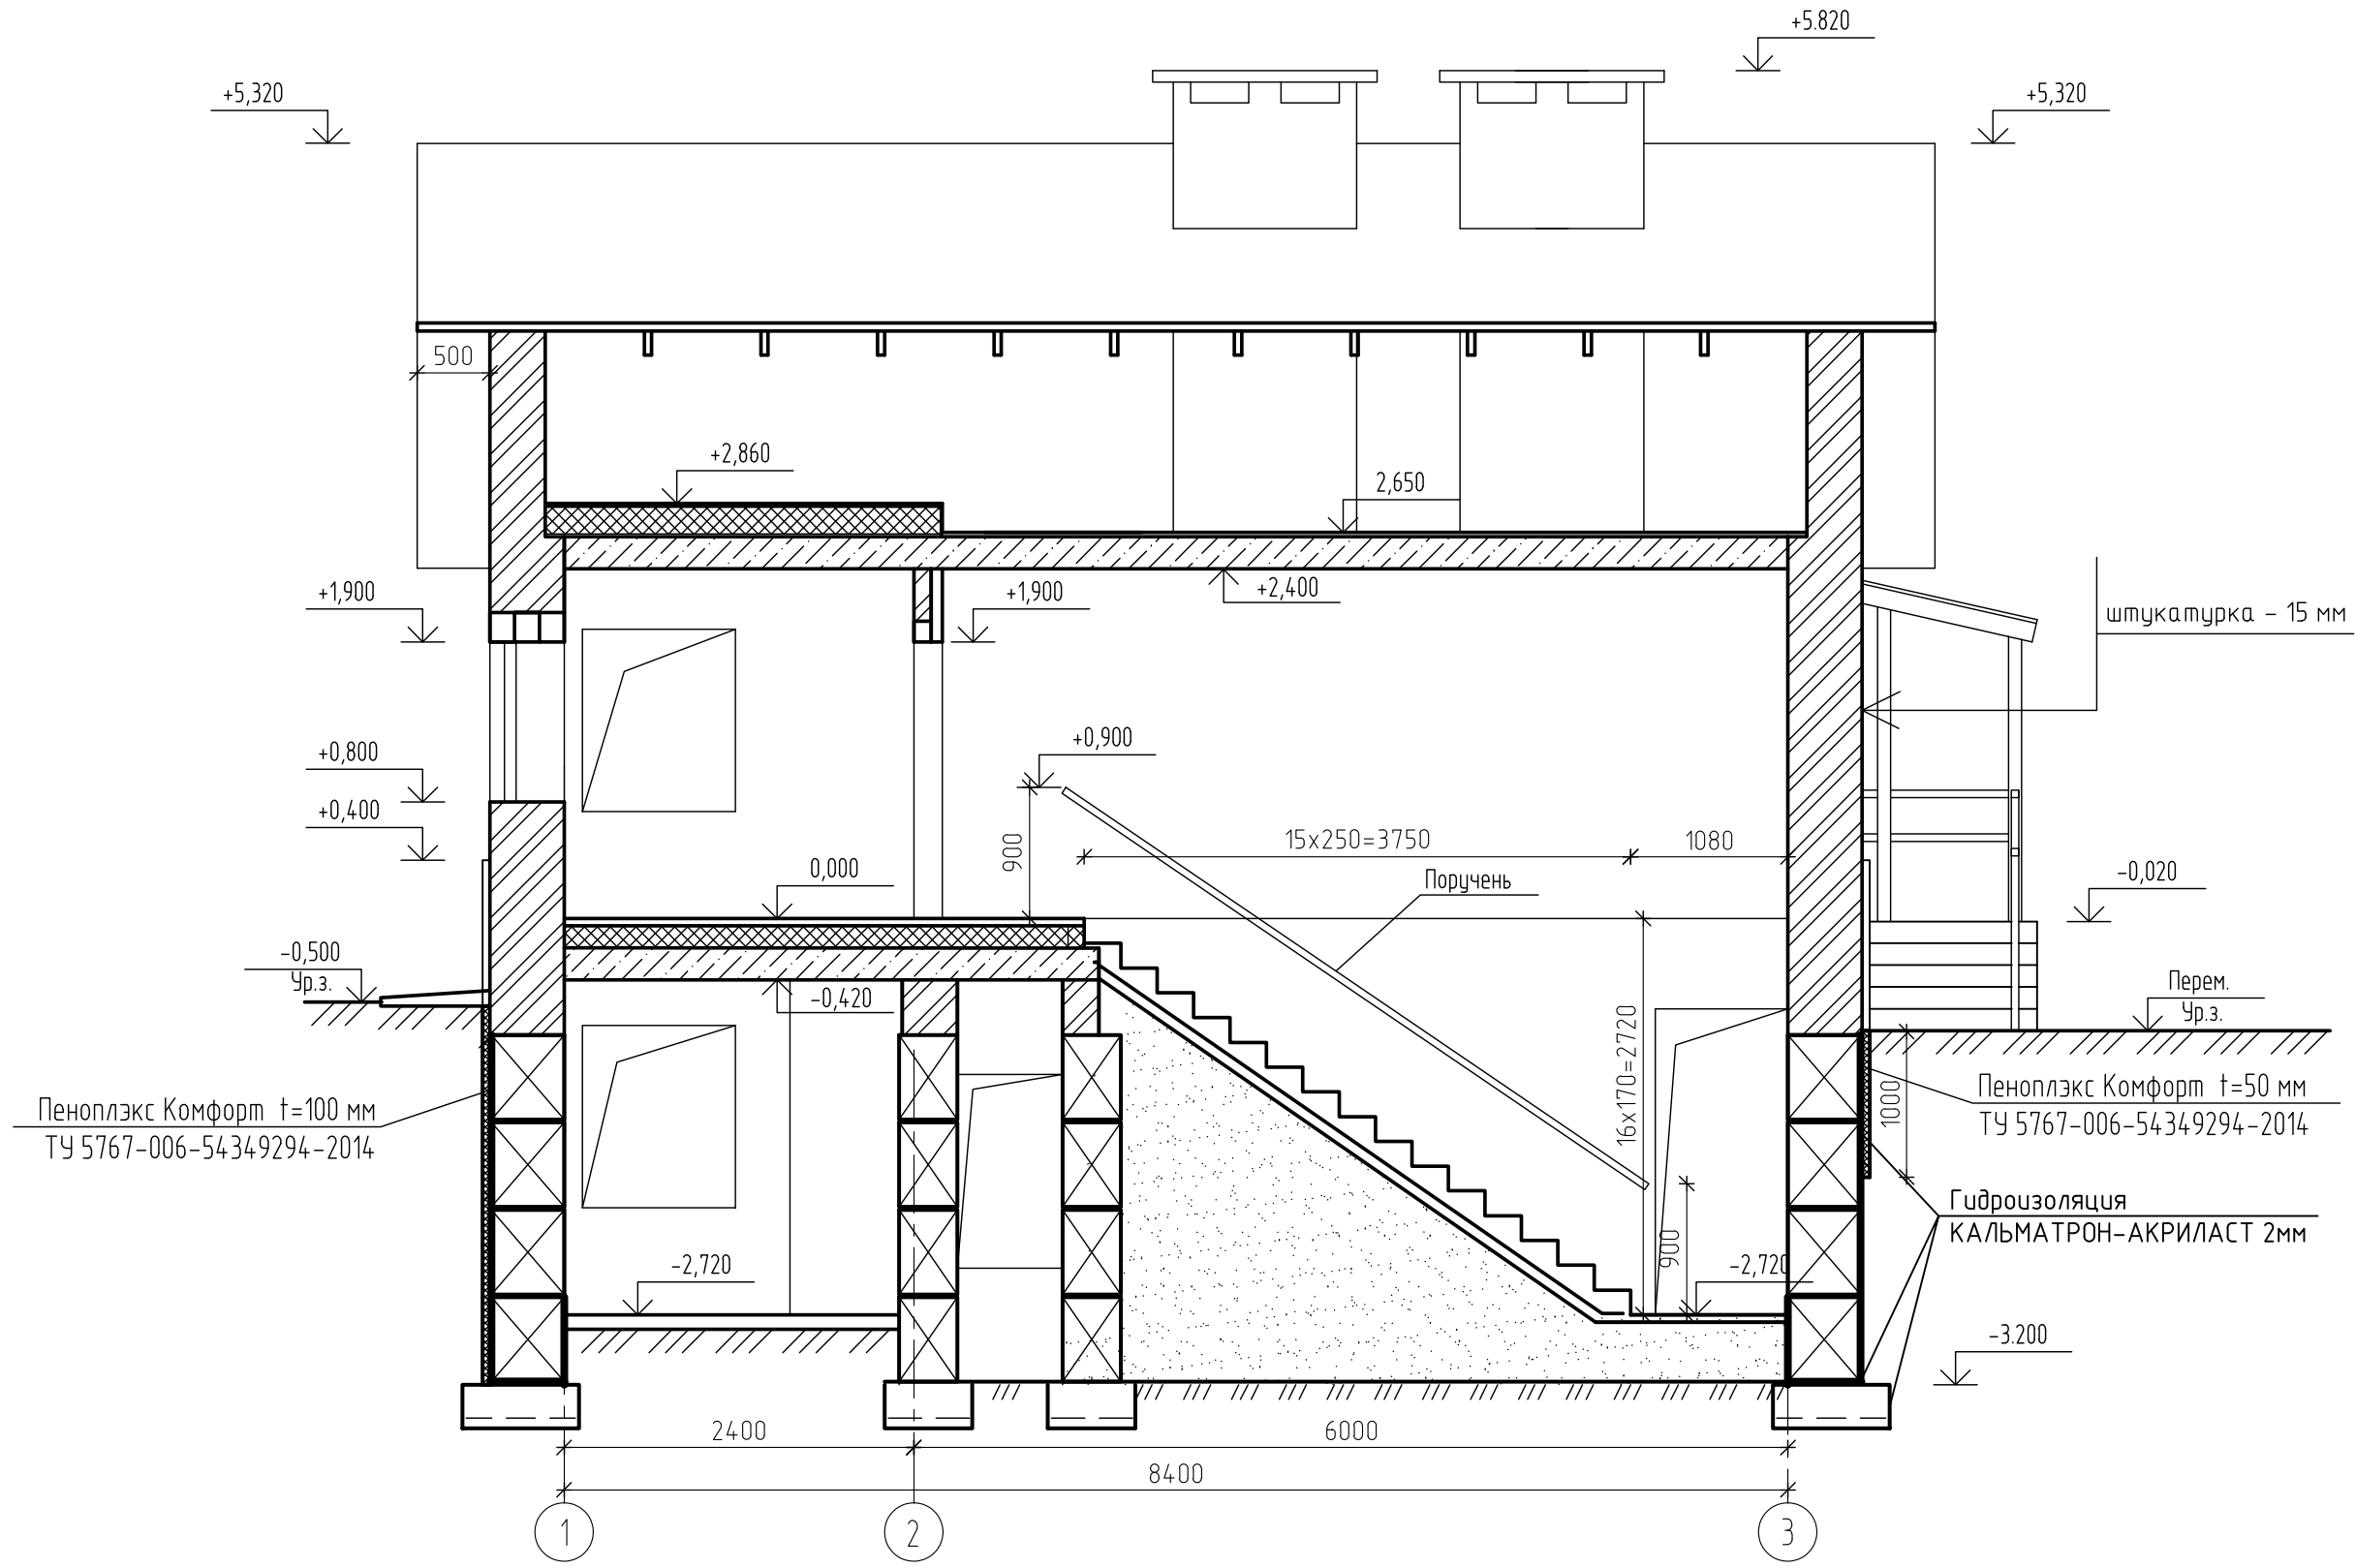 +5.820
+5,320
+5,320
500
+2,860
2,650
+1,900
+1,900
+2,400
штукатурка - 15 мм
+0,900
+0,800
+0,400
900
15х250=3750
1080
0,000
Поручень
-0,020
-0,500
Ур.з.
-0,420
Перем.
Ур.з.
16х170=2720
1000
Пеноплэкс Комфорт t=100 мм
ТУ 5767-006-54349294-2014
Пеноплэкс Комфорт t=50 мм
ТУ 5767-006-54349294-2014
Гидроизоляция
КАЛЬМАТРОН-АКРИЛАСТ 2мм
900
-2,720
-2,720
-3.200
2400
6000
8400
1
2
3